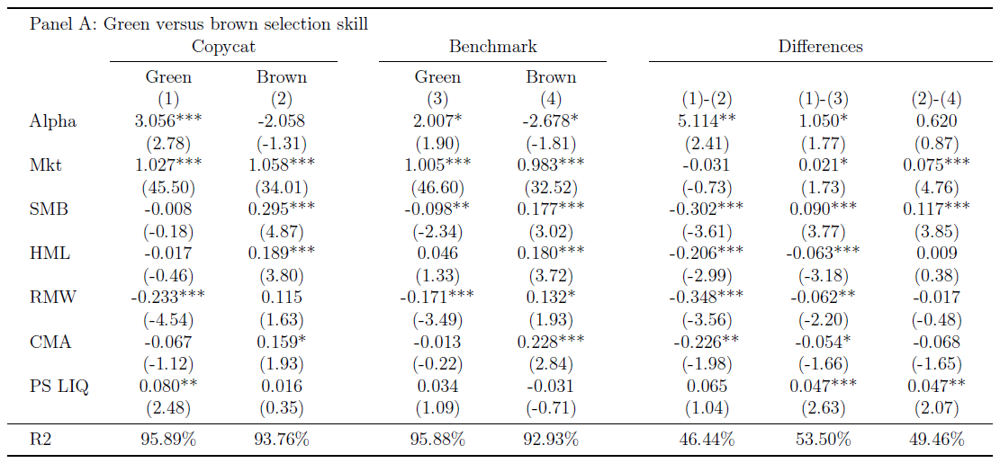 Panel A: Green versus brown selection skill
Copycat Benchmark Differences
Green Brown Green Brown
(1) (2) (3) (4) (1)-(2) (1)-(3) (2)-(4)
Alpha 3.056*** -2.058 2.007* -2.678* 5.114** 1.050* 0.620
(2.78) (-1.31) (1.90) (-1.81) (2.41) (1.77) (0.87)
Mkt 1.027*** 1.058*** 1.005*** 0.983*** -0.031 0.021* 0.075***
(45.50) (34.01) (46.60) (32.52) (-0.73) (1.73) (4.76)
SMB -0.008 0.295*** -0.098** 0.177*** -0.302*** 0.090*** 0.117***
(-0.18) (4.87) (-2.34) (3.02) (-3.61) (3.77) (3.85)
HML -0.017 0.189*** 0.046 0.180*** -0.206*** -0.063*** 0.009
(-0.46) (3.80) (1.33) (3.72) (-2.99) (-3.18) (0.38)
RMW -0.233*** 0.115 -0.171*** 0.132* -0.348*** -0.062** -0.017
(-4.54) (1.63) (-3.49) (1.93) (-3.56) (-2.20) (-0.48)
CMA -0.067 0.159* -0.013 0.228*** -0.226** -0.054* -0.068
(-1.12) (1.93) (-0.22) (2.84) (-1.98) (-1.66) (-1.65)
PS LIQ 0.080** 0.016 0.034 -0.031 0.065 0.047*** 0.047**
(2.48) (0.35) (1.09) (-0.71) (1.04) (2.63) (2.07)
R2 95.89% 93.76% 95.88% 92.93% 46.44% 53.50% 49.46%